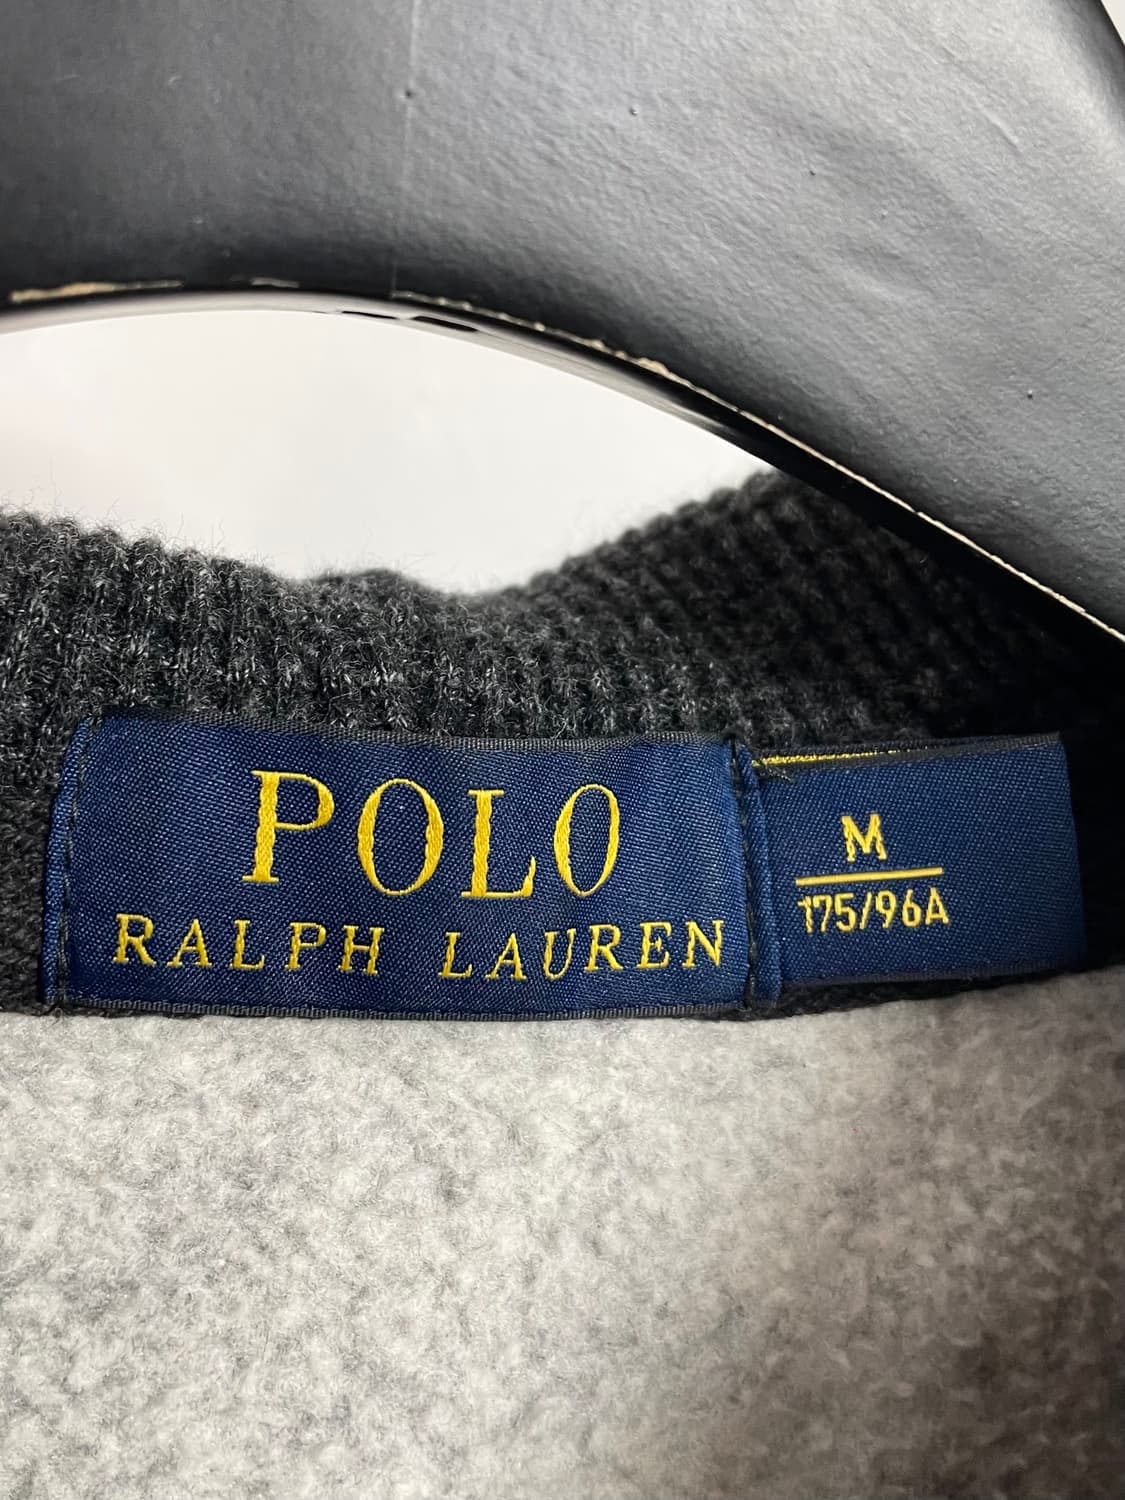 POLO
RALPH LAUREN
M
175/96A